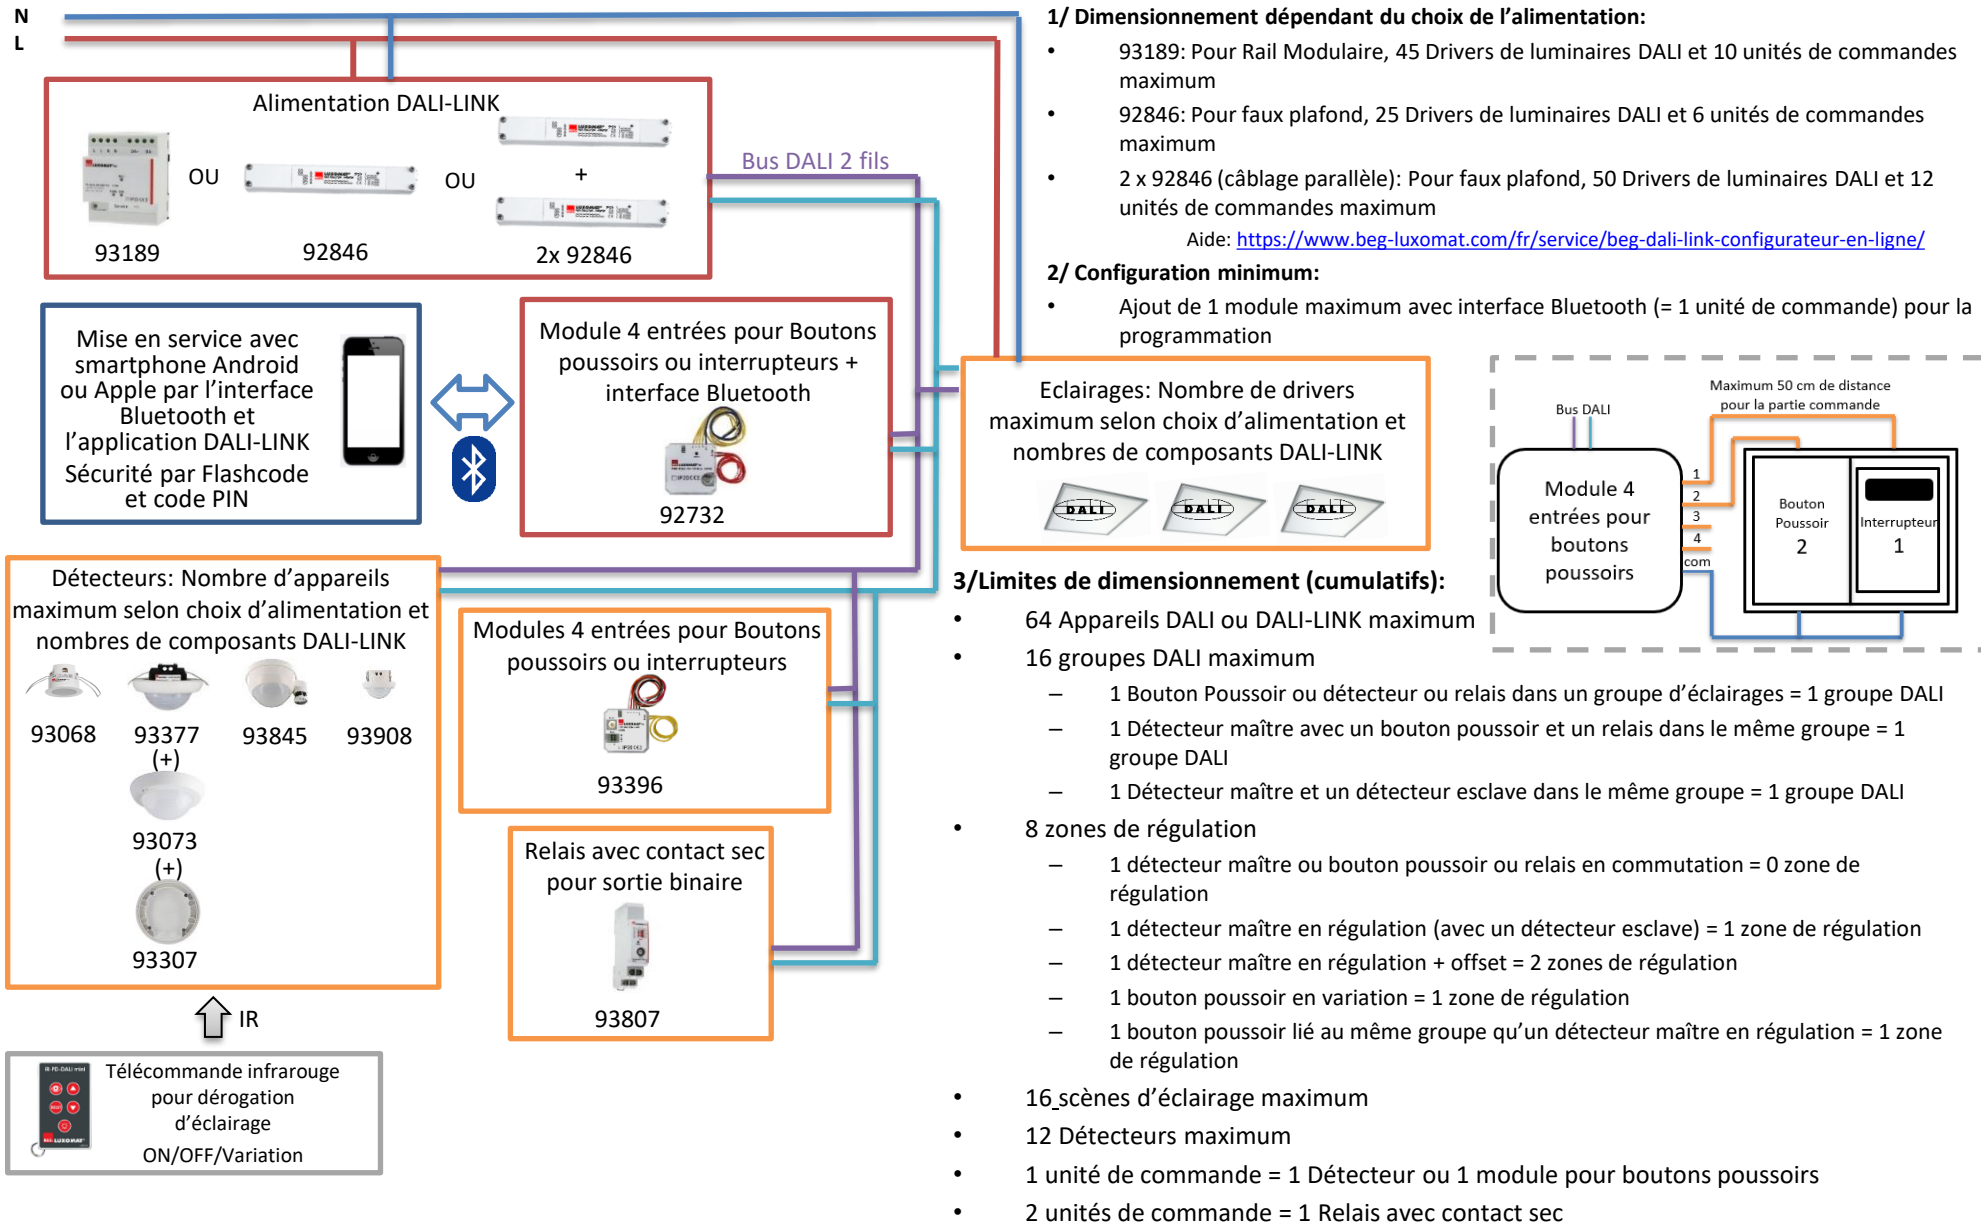 N
L
Alimentation DALI-LINK
OU
OU
+
93189
92846
2x 92846
Bus DALI 2 fils
Mise en service avec
smartphone Android
ou Apple par l’interface
Bluetooth et
l’application DALI-LINK
Sécurité par Flashcode
et code PIN
Module 4 entrées pour Boutons
poussoirs ou interrupteurs +
interface Bluetooth
92732
Eclairages: Nombre de drivers
maximum selon choix d’alimentation et
nombres de composants DALI-LINK
DALI
DALI
DALI
Détecteurs: Nombre d’appareils
maximum selon choix d’alimentation et
nombres de composants DALI-LINK
93068
93377
93845
93908
(+)
93073
(+)
93307
IR
Modules 4 entrées pour Boutons
poussoirs ou interrupteurs
93396
Relais avec contact sec
pour sortie binaire
93807
IR-PD-DALI mini
LUXOMAT
Télécommande infrarouge
pour dérogation
d’éclairage
ON/OFF/Variation
1/ Dimensionnement dépendant du choix de l’alimentation:
• 93189: Pour Rail Modulaire, 45 Drivers de luminaires DALI et 10 unités de commandes
maximum
• 92846: Pour faux plafond, 25 Drivers de luminaires DALI et 6 unités de commandes
maximum
• 2 x 92846 (câblage parallèle): Pour faux plafond, 50 Drivers de luminaires DALI et 12
unités de commandes maximum
Aide: https://www.beg-luxomat.com/fr/service/beg-dali-link-configurateur-en-ligne/
2/ Configuration minimum:
• Ajout de 1 module maximum avec interface Bluetooth (= 1 unité de commande) pour la
programmation
Maximum 50 cm de distance
pour la partie commande
Bus DALI
Module 4
entrées pour
boutons
poussoirs
1
2
3
4
com
Bouton
Poussoir
2
Interrupteur
1
3/Limites de dimensionnement (cumulatifs):
• 64 Appareils DALI ou DALI-LINK maximum
• 16 groupes DALI maximum
– 1 Bouton Poussoir ou détecteur ou relais dans un groupe d’éclairages = 1 groupe DALI
– 1 Détecteur maître avec un bouton poussoir et un relais dans le même groupe = 1
groupe DALI
– 1 Détecteur maître et un détecteur esclave dans le même groupe = 1 groupe DALI
• 8 zones de régulation
– 1 détecteur maître ou bouton poussoir ou relais en commutation = 0 zone de
régulation
– 1 détecteur maître en régulation (avec un détecteur esclave) = 1 zone de régulation
– 1 détecteur maître en régulation + offset = 2 zones de régulation
– 1 bouton poussoir en variation = 1 zone de régulation
– 1 bouton poussoir lié au même groupe qu’un détecteur maître en régulation = 1 zone
de régulation
• 16 scènes d’éclairage maximum
• 12 Détecteurs maximum
• 1 unité de commande = 1 Détecteur ou 1 module pour boutons poussoirs
• 2 unités de commande = 1 Relais avec contact sec